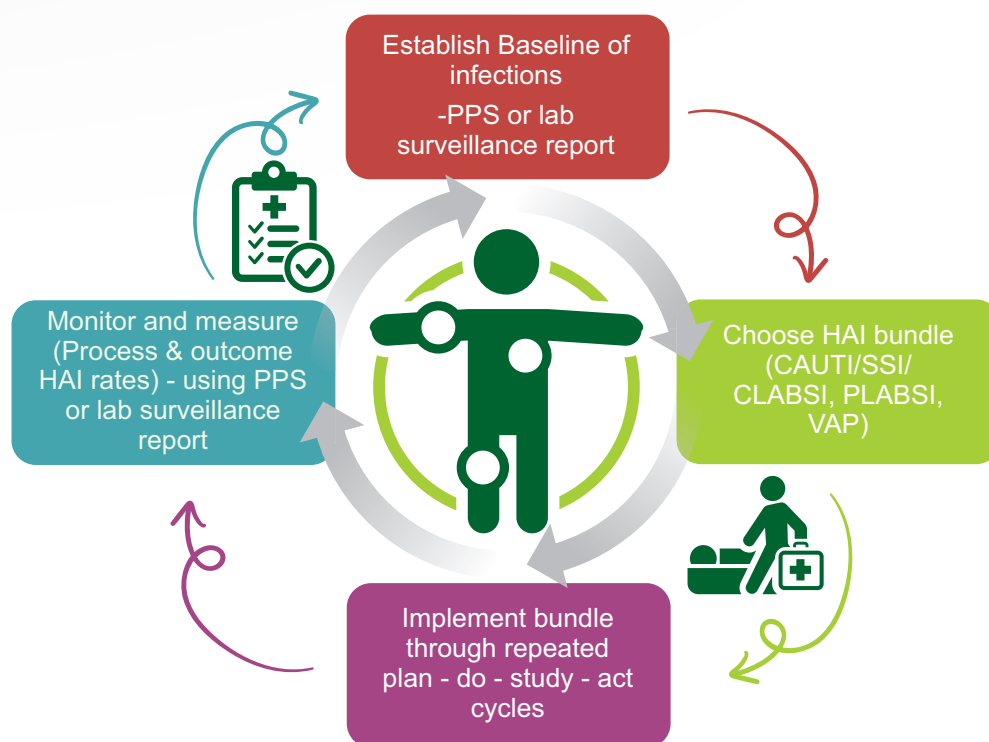 Establish Baseline of
infections
-PPS or lab
surveillance report
Choose HAI bundle
(CAUTI/SSI/
CLABSI, PLABSI,
VAP)
Implement bundle
through repeated
plan - do - study - act
cycles
Monitor and measure
(Process & outcome
HAI rates) - using PPS
or lab surveillance
report